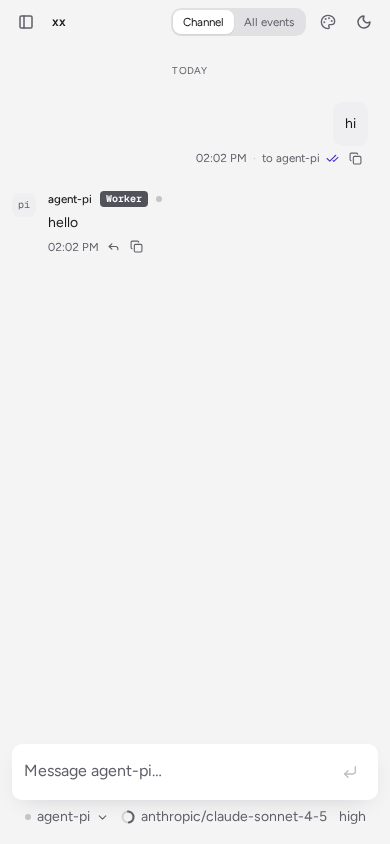 xx
Channel All events
TODAY
hi
02:02 PM · to agent-pi
pi agent-pi Worker
hello
02:02 PM
Message agent-pi...
agent-pi anthropic/claude-sonnet-4-5 high